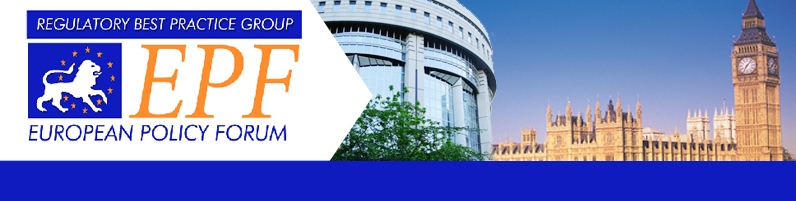 REGULATORY BEST PRACTICE GROUP
EPF
EUROPEAN POLICY FORUM